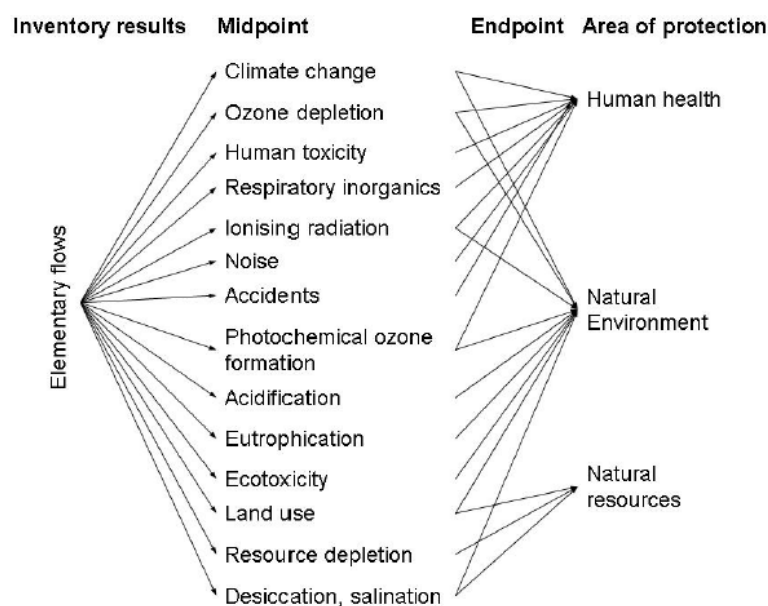 Inventory results Midpoint Endpoint Area of protection
Elementary flows
Climate change
Ozone depletion
Human toxicity
Respiratory inorganics
Ionising radiation
Noise
Accidents
Photochemical ozone
formation
Acidification
Eutrophication
Ecotoxicity
Land use
Resource depletion
Desiccation, salination
Human health
Natural
Environment
Natural
resources